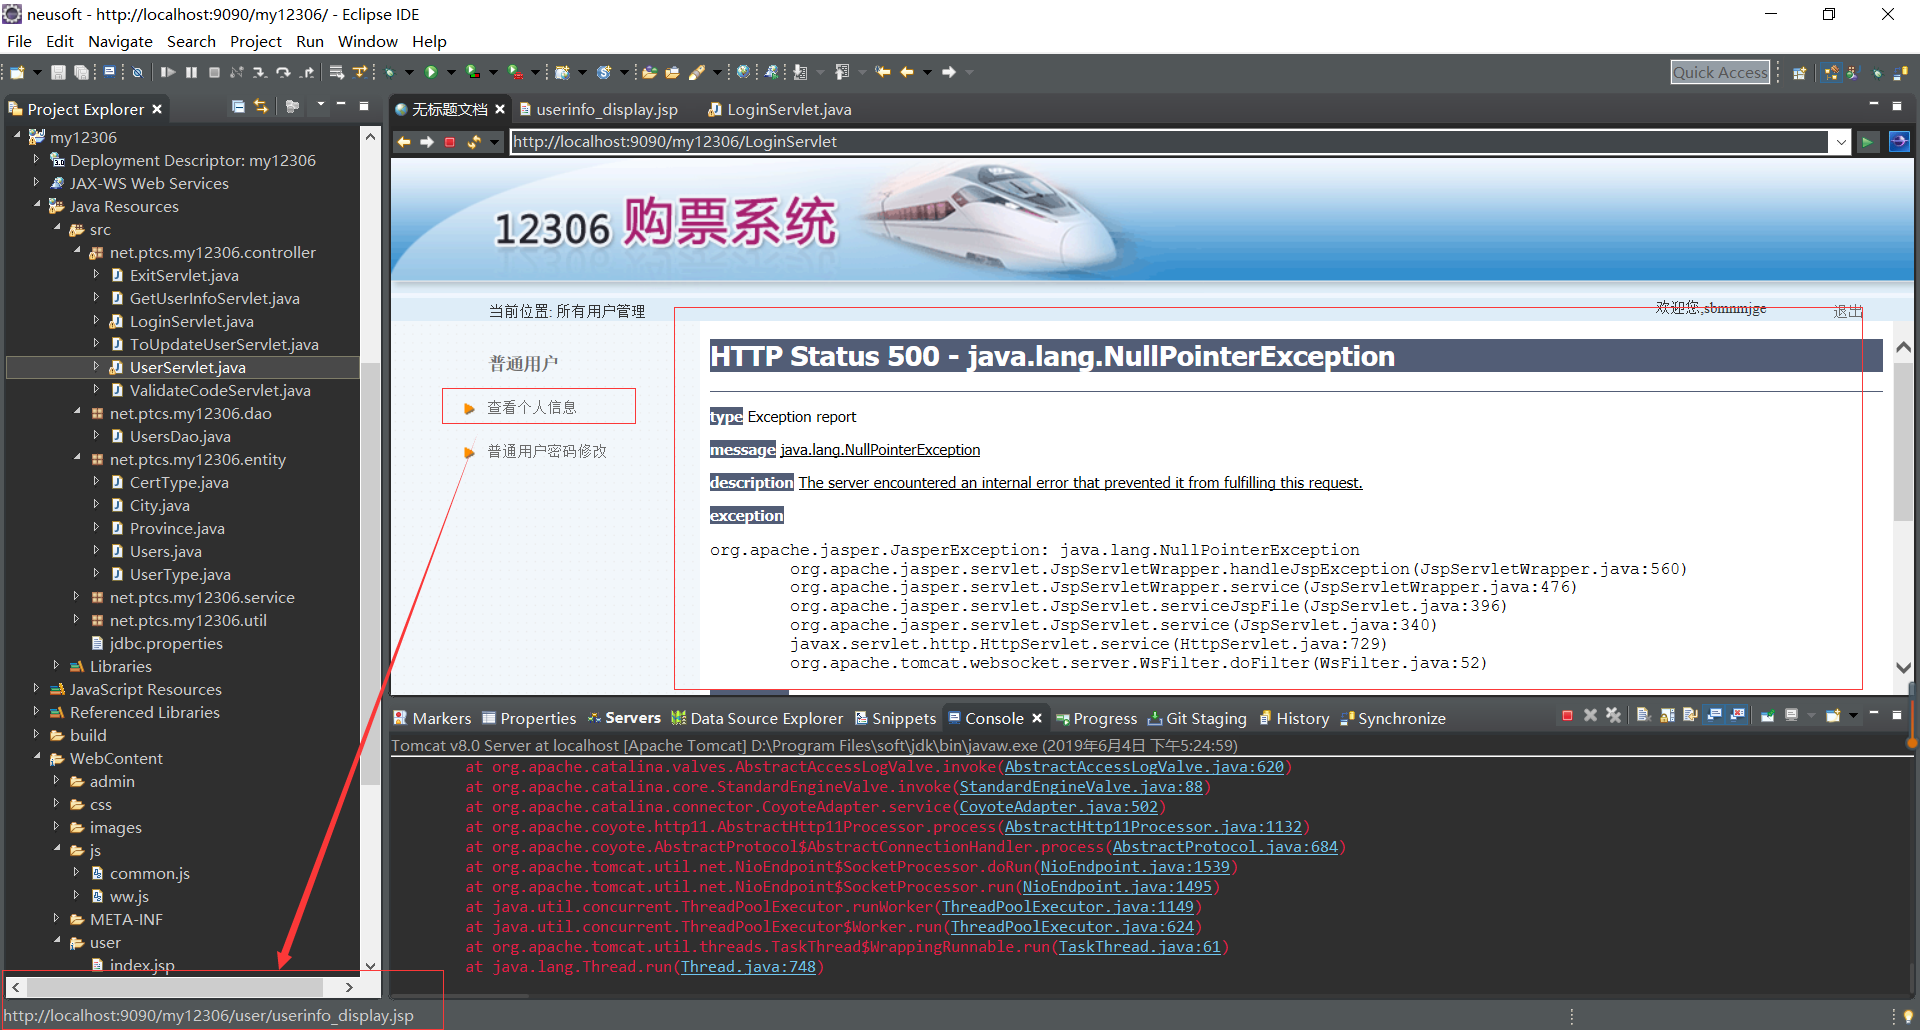 neusoft - http://localhost:9090/my12306/ - Eclipse IDE
File Edit Navigate Search Project Run Window Help
Quick Access
Project Explorer
my12306
Deployment Descriptor: my12306
JAX-WS Web Services
Java Resources
src
net.ptcs.my12306.controller
ExitServlet.java
GetUserInfoServlet.java
LoginServlet.java
ToUpdateUserServlet.java
UserServlet.java
ValidateCodeServlet.java
net.ptcs.my12306.dao
UsersDao.java
net.ptcs.my12306.entity
CertType.java
City.java
Province.java
Users.java
UserType.java
net.ptcs.my12306.service
net.ptcs.my12306.util
jdbc.properties
Libraries
JavaScript Resources
Referenced Libraries
build
WebContent
admin
css
images
js
common.js
ww.js
META-INF
user
index.jsp
无标题文档 userinfo_display.jsp LoginServlet.java
http://localhost:9090/my12306/LoginServlet
12306 购票系统
当前位置: 所有用户管理
欢迎您,sbmnmjge
退出
普通用户
查看个人信息
普通用户密码修改
HTTP Status 500 - java.lang.NullPointerException
type Exception report
message java.lang.NullPointerException
description The server encountered an internal error that prevented it from fulfilling this request.
exception
org.apache.jasper.JasperException: java.lang.NullPointerException
org.apache.jasper.servlet.JspServletWrapper.handleJspException(JspServletWrapper.java:560)
org.apache.jasper.servlet.JspServletWrapper.service(JspServletWrapper.java:476)
org.apache.jasper.servlet.JspServlet.serviceJspFile(JspServlet.java:396)
org.apache.jasper.servlet.JspServlet.service(JspServlet.java:340)
javax.servlet.http.HttpServlet.service(HttpServlet.java:729)
org.apache.tomcat.websocket.server.WsFilter.doFilter(WsFilter.java:52)
Markers Properties Servers Data Source Explorer Snippets Console Progress Git Staging History Synchronize
Tomcat v8.0 Server at localhost [Apache Tomcat] D:\Program Files\soft\jdk\bin\javaw.exe (2019年6月4日 下午5:24:59)
at org.apache.catalina.valves.AbstractAccessLogValve.invoke(AbstractAccessLogValve.java:620)
at org.apache.catalina.core.StandardEngineValve.invoke(StandardEngineValve.java:88)
at org.apache.catalina.connector.CoyoteAdapter.service(CoyoteAdapter.java:502)
at org.apache.coyote.http11.AbstractHttp11Processor.process(AbstractHttp11Processor.java:1132)
at org.apache.coyote.AbstractProtocol$AbstractConnectionHandler.process(AbstractProtocol.java:684)
at org.apache.tomcat.util.net.NioEndpoint$SocketProcessor.doRun(NioEndpoint.java:1539)
at org.apache.tomcat.util.net.NioEndpoint$SocketProcessor.run(NioEndpoint.java:1495)
at java.util.concurrent.ThreadPoolExecutor.runWorker(ThreadPoolExecutor.java:1149)
at java.util.concurrent.ThreadPoolExecutor$Worker.run(ThreadPoolExecutor.java:624)
at org.apache.tomcat.util.threads.TaskThread$WrappingRunnable.run(TaskThread.java:61)
at java.lang.Thread.run(Thread.java:748)
http://localhost:9090/my12306/user/userinfo_display.jsp